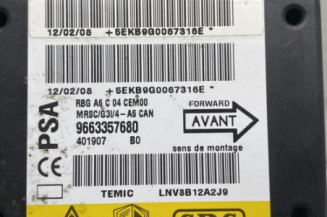 12/02/08 +5EKB9G0067316E *
12/02/08 +5EKB9G0067316E *
PSA
RBG A6 C 04 CEM00
MRSC/G3I/4-A6 CAN
9663357680
401907 B0
FORWARD
AVANT
sens de montage
CE
TEMIC LNV8B12A2J9
SRS